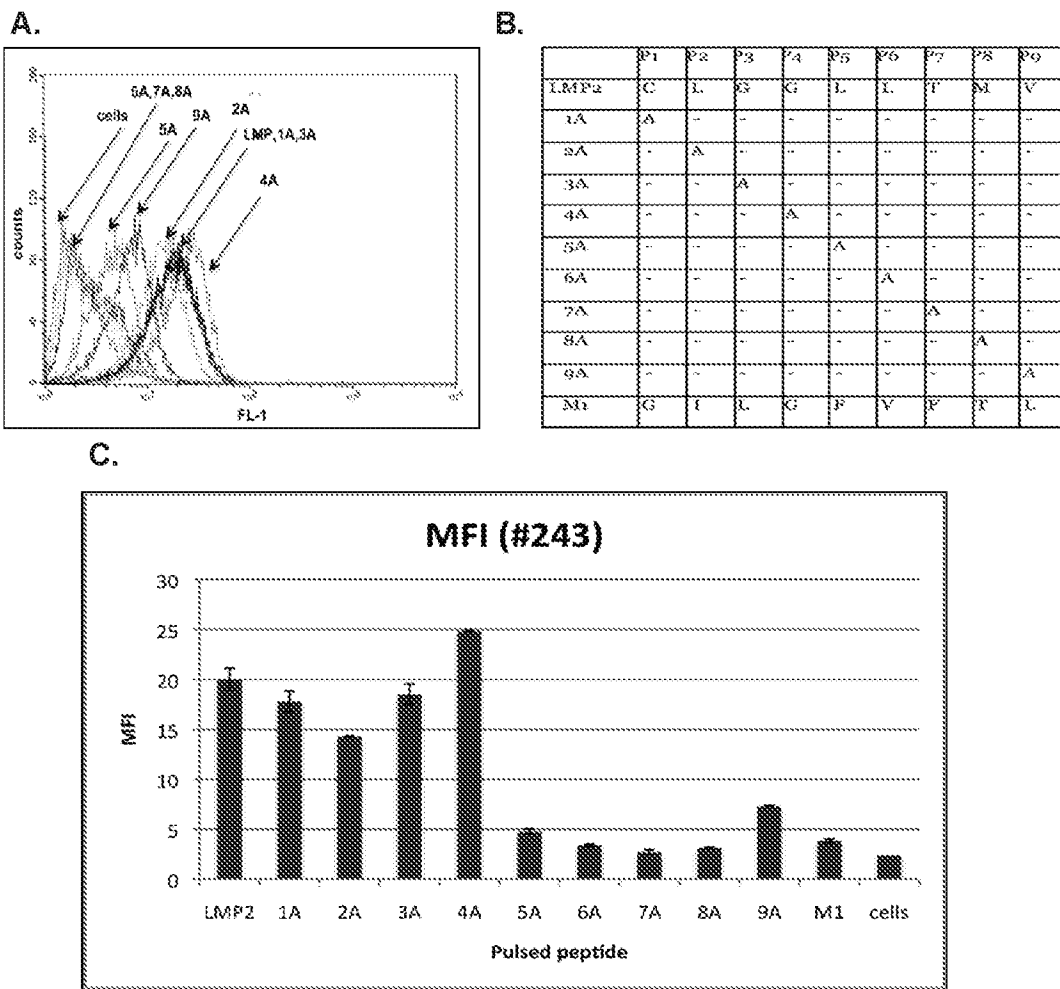 A.
B.
6A,7A,8A
cells
5A
9A
2A
LMP,1A,3A
4A
counts
FL-1
P1 P2 P3 P4 P5 P6 P7 P8 P9
LMP2 C L G G L L T M V
1A A - - - - - - - -
2A - A - - - - - - -
3A - - A - - - - - -
4A - - - A - - - - -
5A - - - - A - - - -
6A - - - - - A - - -
7A - - - - - - A - -
8A - - - - - - - A -
9A - - - - - - - - A
M1 G I L G F V F T L
C.
MFI (#243)
30
25
20
15
10
5
0
MFI
LMP2 1A 2A 3A 4A 5A 6A 7A 8A 9A M1 cells
Pulsed peptide